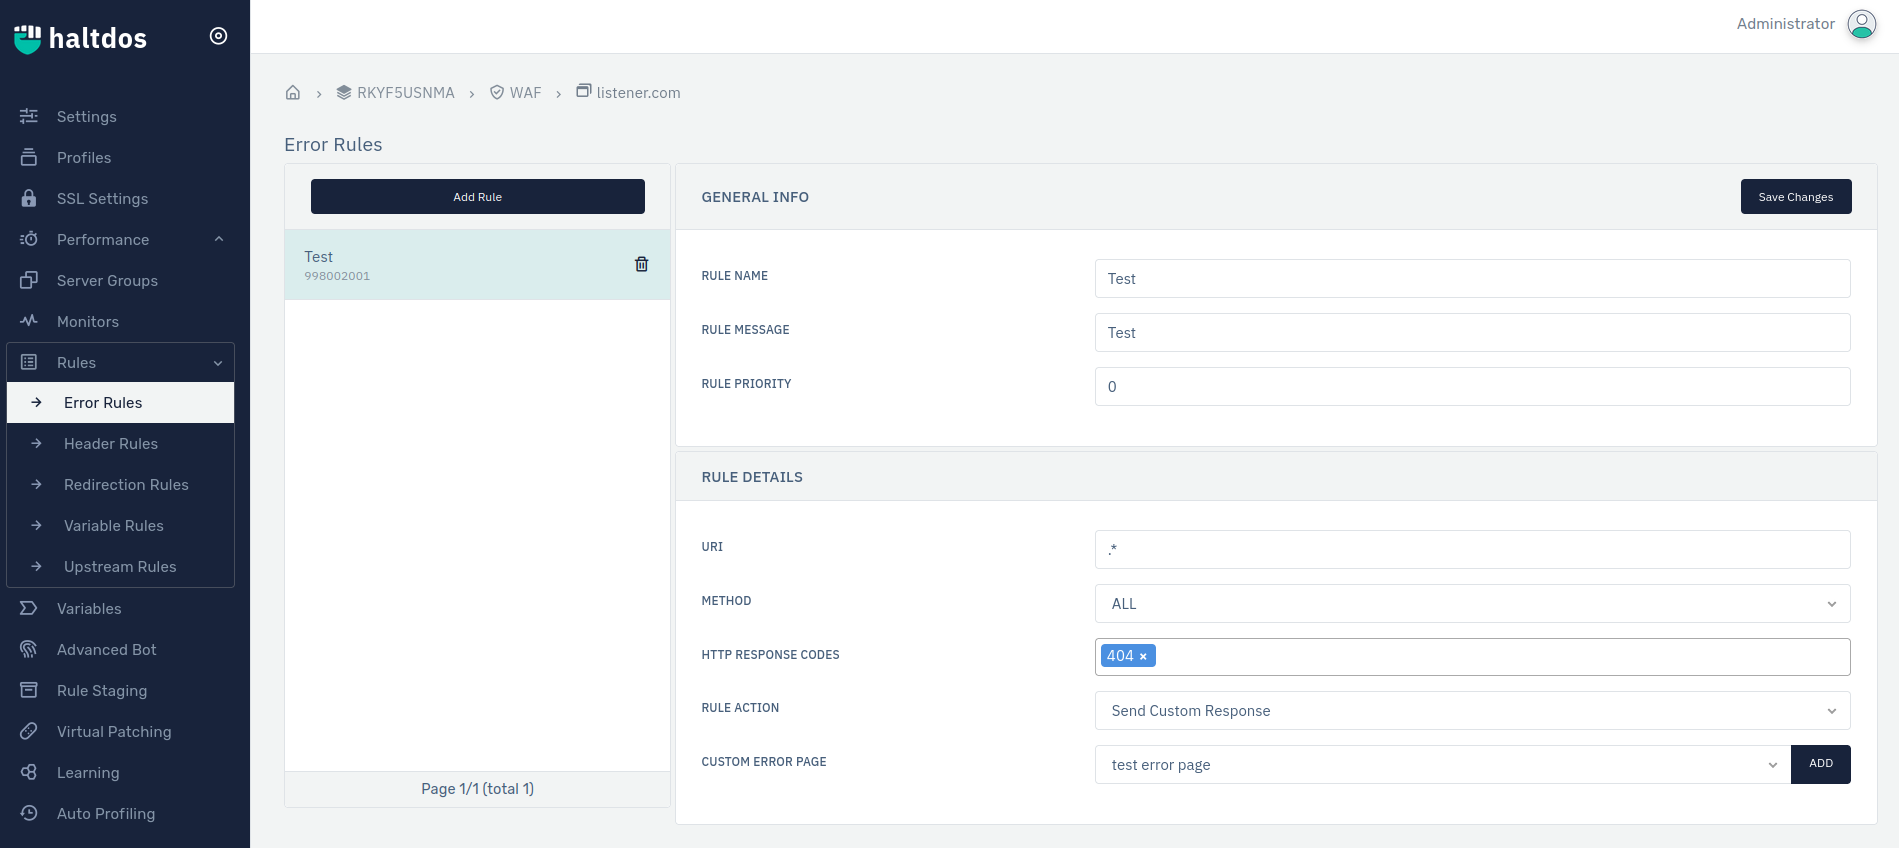 haltdos
Administrator
Settings
Profiles
SSL Settings
Performance
Server Groups
Monitors
Rules
Error Rules
Header Rules
Redirection Rules
Variable Rules
Upstream Rules
Variables
Advanced Bot
Rule Staging
Virtual Patching
Learning
Auto Profiling
RKYF5USNMA › WAF › listener.com
Error Rules
Add Rule
Test
998002001
Page 1/1 (total 1)
GENERAL INFO
Save Changes
RULE NAME
Test
RULE MESSAGE
Test
RULE PRIORITY
0
RULE DETAILS
URI
.*
METHOD
ALL
HTTP RESPONSE CODES
404 ×
RULE ACTION
Send Custom Response
CUSTOM ERROR PAGE
test error page
ADD